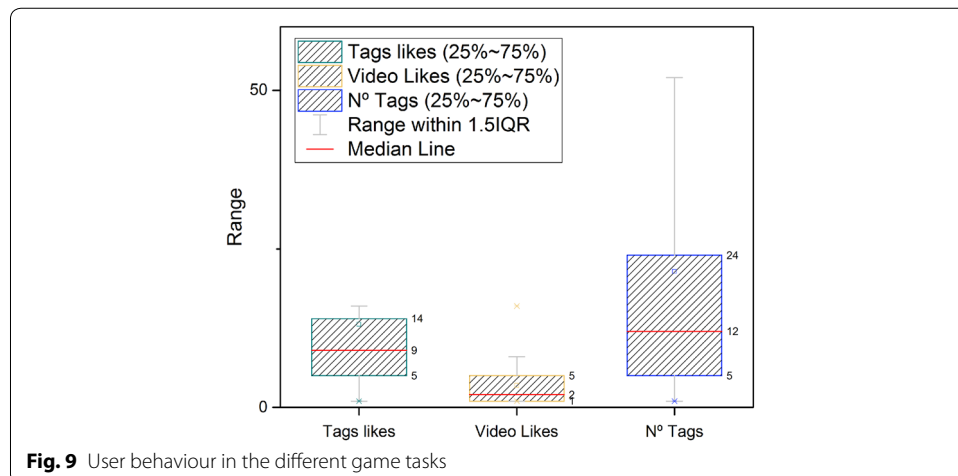 Tags likes (25%~75%)
Video Likes (25%~75%)
Nº Tags (25%~75%)
Range within 1.5IQR
Median Line
50
Range
0
14
9
5
5
2
1
24
12
5
Tags likes Video Likes Nº Tags
Fig. 9 User behaviour in the different game tasks